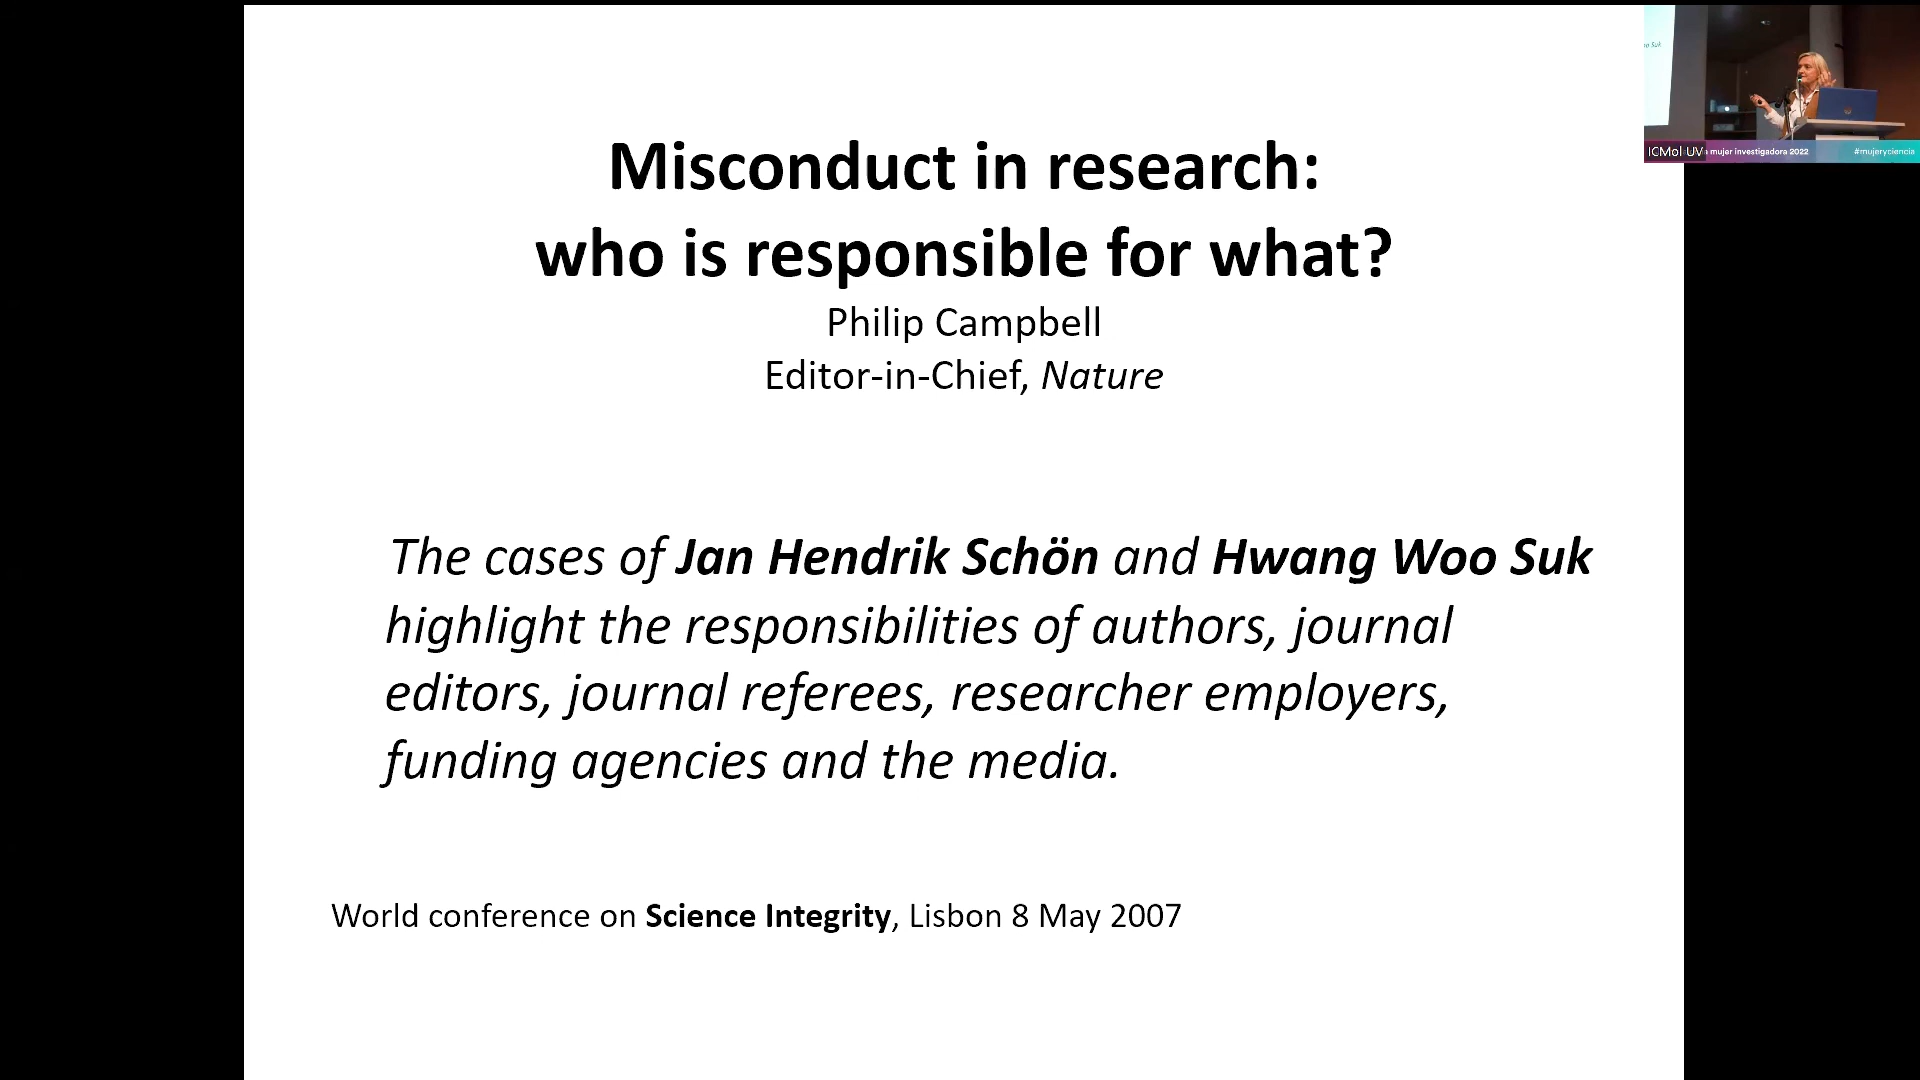 Misconduct in research:
who is responsible for what?
Philip Campbell
Editor-in-Chief, Nature
The cases of Jan Hendrik Schön and Hwang Woo Suk
highlight the responsibilities of authors, journal
editors, journal referees, researcher employers,
funding agencies and the media.
World conference on Science Integrity, Lisbon 8 May 2007
Suk
ICMol UV mujer investigadora 2022 #mujeryciencia